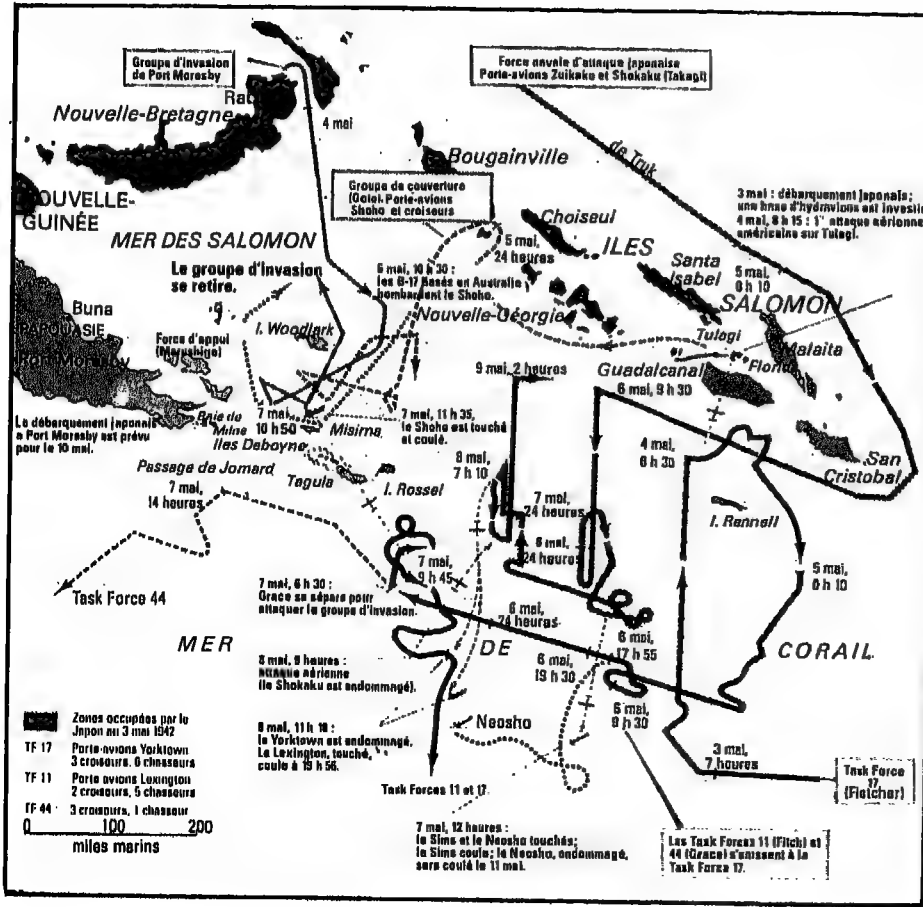 Groupe d'invasion
de Port Moresby
Force navale d'attaque japonaise
Porte-avions Zuikaku et Shokaku (Takagi)
Nouvelle-Bretagne
4 mai
de Truk
Bougainville
Groupe de couverture
Porte-avions
Shoho et croiseurs
3 mai : débarquement japonais;
une base d'hydravions est
4 mai, 8 h 15 : 1re attaque aérienne
américaine sur Tulagi.
GUINÉE
Choiseul
MER DES SALOMON
5 mai,
24 heures
ILES
Santa
Isabel
5 mai,
0 h 10
Le groupe d'invasion
se retire.
10 h 30 :
les B-17 basés en Australie
bombardent le Shoho.
SALOMON
Buna
Nouvelle-Georgie
Tulagi
Malaita
I. Woodlark
Force d'appui
9 mai, 2 heures
Guadalcanal
6 mai, 9 h 30
7 mai,
10 h 50
Misima
7 mai, 11 h 35,
le Shoho est touché
et coulé.
Le débarquement japonais
à Port Moresby est prévu
pour le 10 mai.
Baie de
Milne
Iles Deboyne
4 mai
6 h 30
San
Cristobal
Passage de Jomard
8 mai,
7 h 10
Tagula
I. Rossel
7 mai,
14 heures
7 mai,
24 heures
I. Rennell
6 mai,
24 heures
7 mai,
9 h 45
5 mai,
0 h 10
Task Force 44
7 mai, 6 h 30 :
Grace se sépare pour
attaquer le groupe d'invasion.
6 mai,
24 heures
6 mai,
17 h 55
MER
DE
CORAIL
8 mai, 9 heures :
attaque aérienne
(le Shokaku est endommagé).
6 mai,
19 h 30
6 mai,
9 h 30
8 mai, 11 h 18 :
le Yorktown est endommagé.
Le Lexington, touché,
coule à 19 h 56.
Neosho
Zones occupées par le
Japon au 3 mai 1942
TF 17
Porte-avions Yorktown
3 croiseurs, 6 chasseurs
TF 11
Porte avions Lexington
2 croiseurs, 5 chasseurs
TF 44
3 croiseurs, 1 chasseur
0 100 200
miles marins
3 mai,
7 heures
Task Force
17
(Fletcher)
Task Forces 11 et 17
7 mai, 12 heures :
le Sims et le Neosho touchés;
le Sims coule; le Neosho, endommagé,
sera coulé le 11 mai.
Les Task Forces 11 (Fitch) et
44 (Grace) s'unissent à la
Task Force 17.